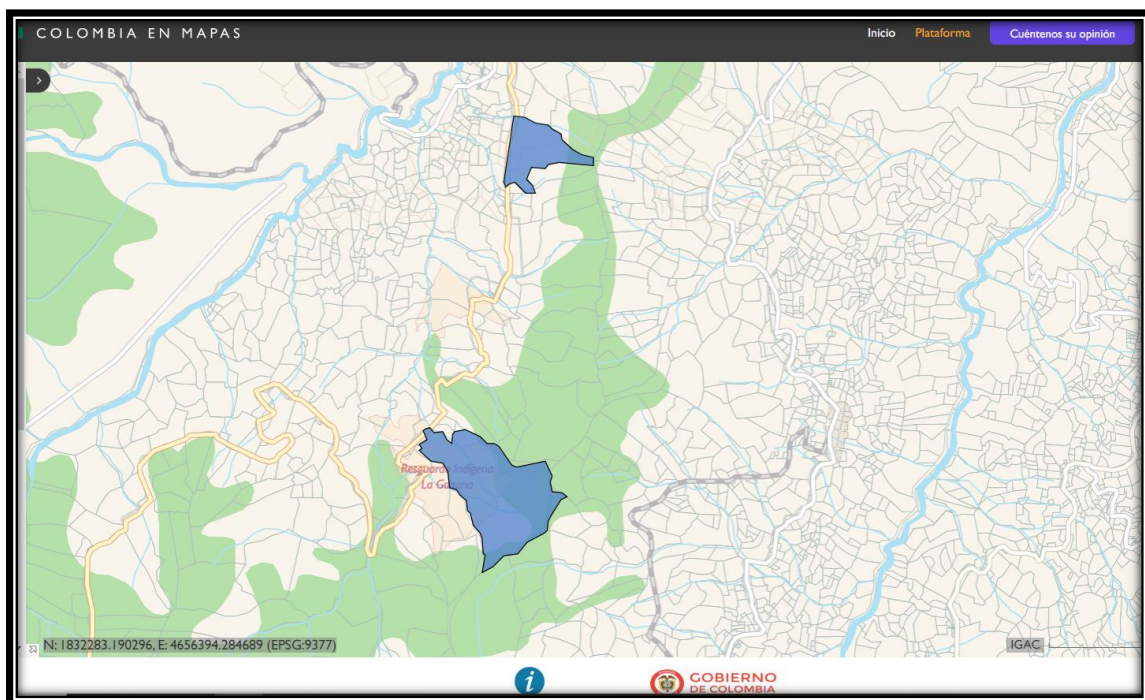 COLOMBIA EN MAPAS
Inicio
Plataforma
Cuéntenos su opinión
Resguardo Indígena
La Gaitana
N: 1832283.190296, E: 4656394.284689 (EPSG:9377)
IGAC
i
GOBIERNO
DE COLOMBIA